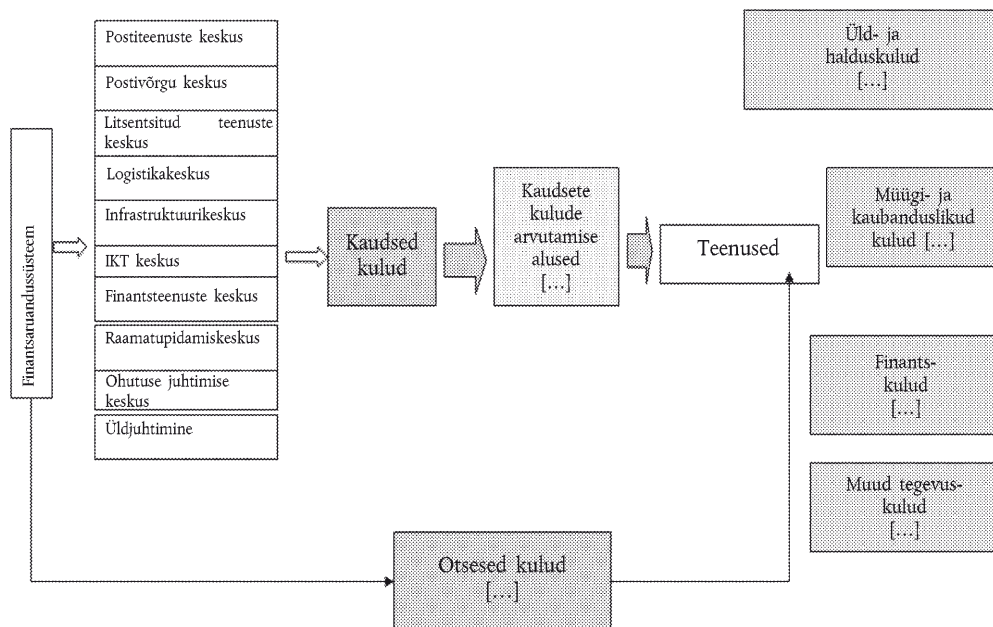 Finantsaruandussüsteem
Postiteenuste keskus
Postivõrgu keskus
Litsentsitud teenuste
keskus
Logistikakeskus
Infrastruktuurikeskus
IKT keskus
Finantsteenuste keskus
Raamatupidamiskeskus
Ohutuse juhtimise
keskus
Üldjuhtimine
Kaudsed
kulud
Kaudsete
kulude
arvutamise
alused
[…]
Teenused
Otsesed kulud
[…]
Üld- ja
halduskulud
[…]
Müügi- ja
kaubanduslikud
kulud […]
Finants-
kulud
[…]
Muud tegevus-
kulud
[…]